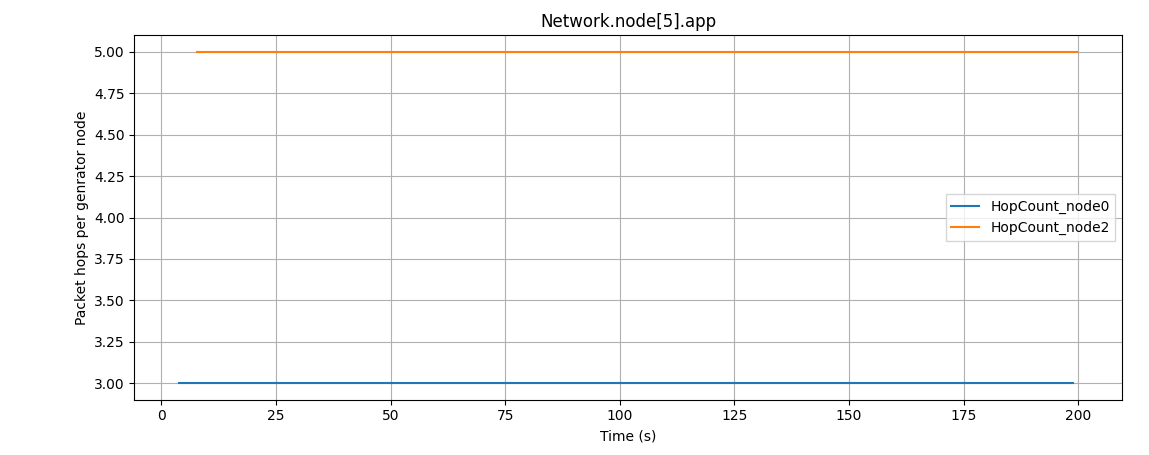 Network.node[5].app
Packet hops per genrator node
5.00
4.75
4.50
4.25
4.00
3.75
3.50
3.25
3.00
HopCount_node0
HopCount_node2
0 25 50 75 100 125 150 175 200
Time (s)